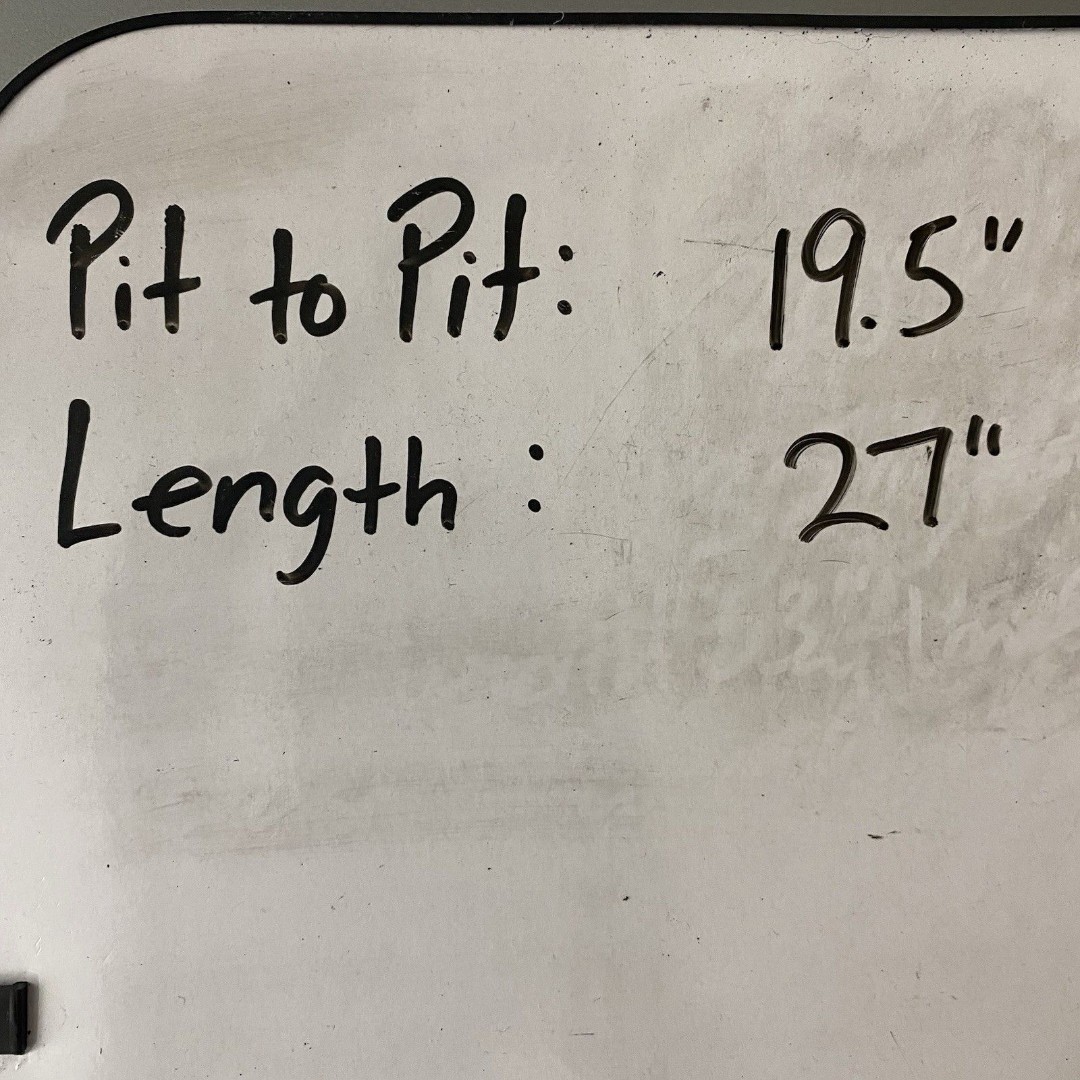 Pit to Pit: 19.5"
Length : 27"